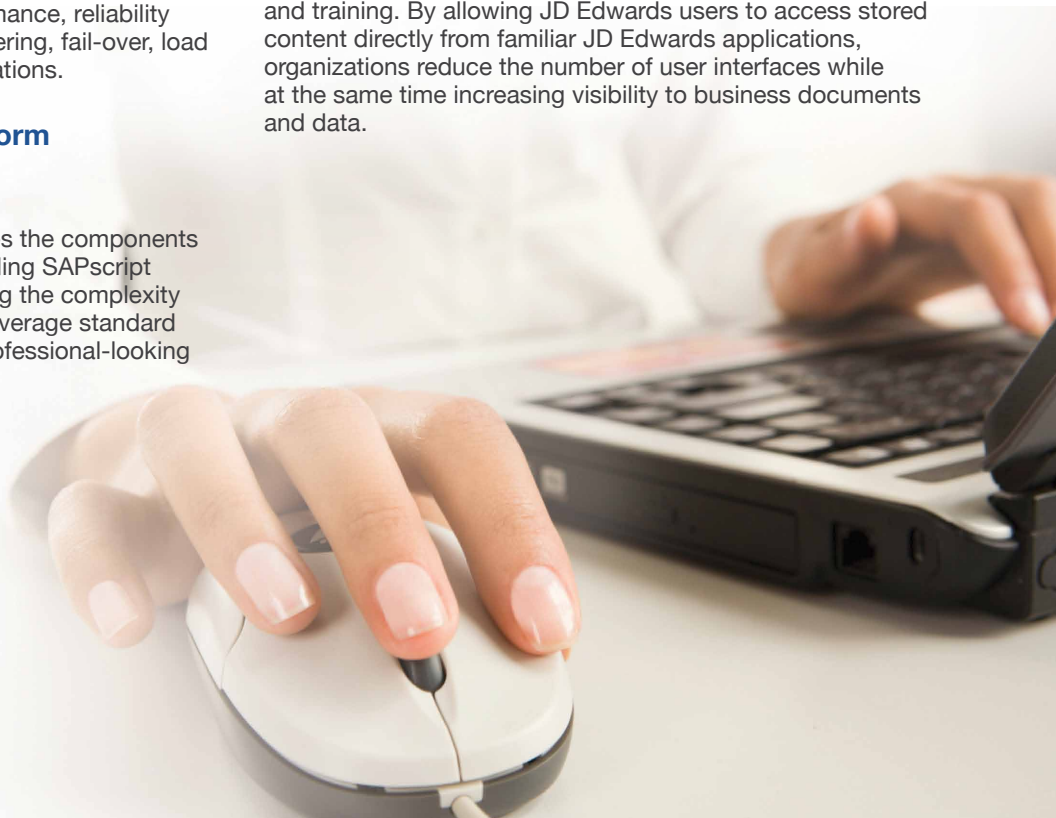 nance, reliability
ering, fail-over, load
ations.
orm
s the components
ling SAPscript
g the complexity
verage standard
ofessional-looking
and training. By allowing JD Edwards users to access stored
content directly from familiar JD Edwards applications,
organizations reduce the number of user interfaces while
at the same time increasing visibility to business documents
and data.